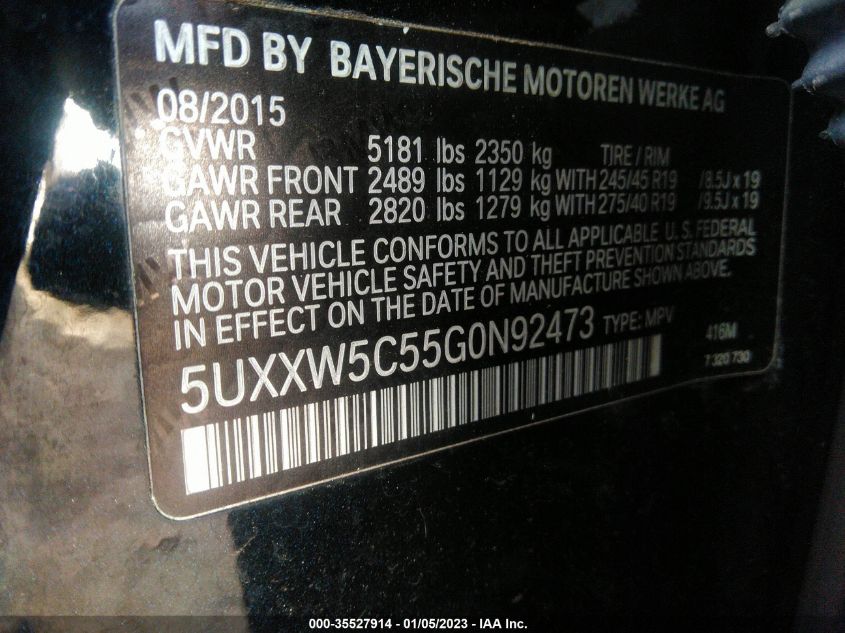 MFD BY BAYERISCHE MOTOREN WERKE AG
08/2015
GVWR 5181 lbs 2350 kg TIRE / RIM
GAWR FRONT 2489 lbs 1129 kg WITH 245/45 R19 /8.5J x 19
GAWR REAR 2820 lbs 1279 kg WITH 275/40 R19 /9.5J x 19
THIS VEHICLE CONFORMS TO ALL APPLICABLE U.S. FEDERAL
MOTOR VEHICLE SAFETY AND THEFT PREVENTION STANDARDS
IN EFFECT ON THE DATE OF MANUFACTURE SHOWN ABOVE.
5UXXW5C55G0N92473 TYPE: MPV 416M
7 320 730
000-35527914 - 01/05/2023 - IAA Inc.